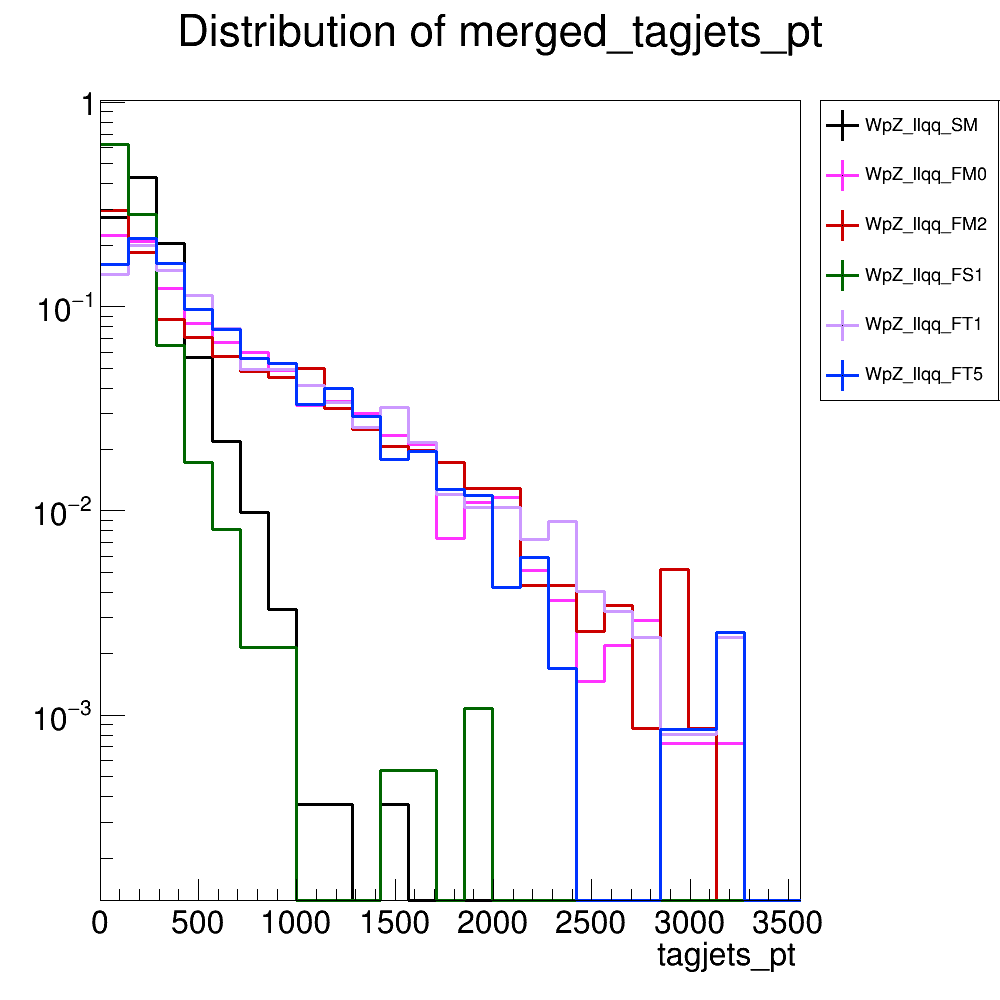 Distribution of merged_tagjets_pt
1
10⁻¹
10⁻²
10⁻³
0 500 1000 1500 2000 2500 3000 3500
tagjets_pt
WpZ_llqq_SM
WpZ_llqq_FM0
WpZ_llqq_FM2
WpZ_llqq_FS1
WpZ_llqq_FT1
WpZ_llqq_FT5